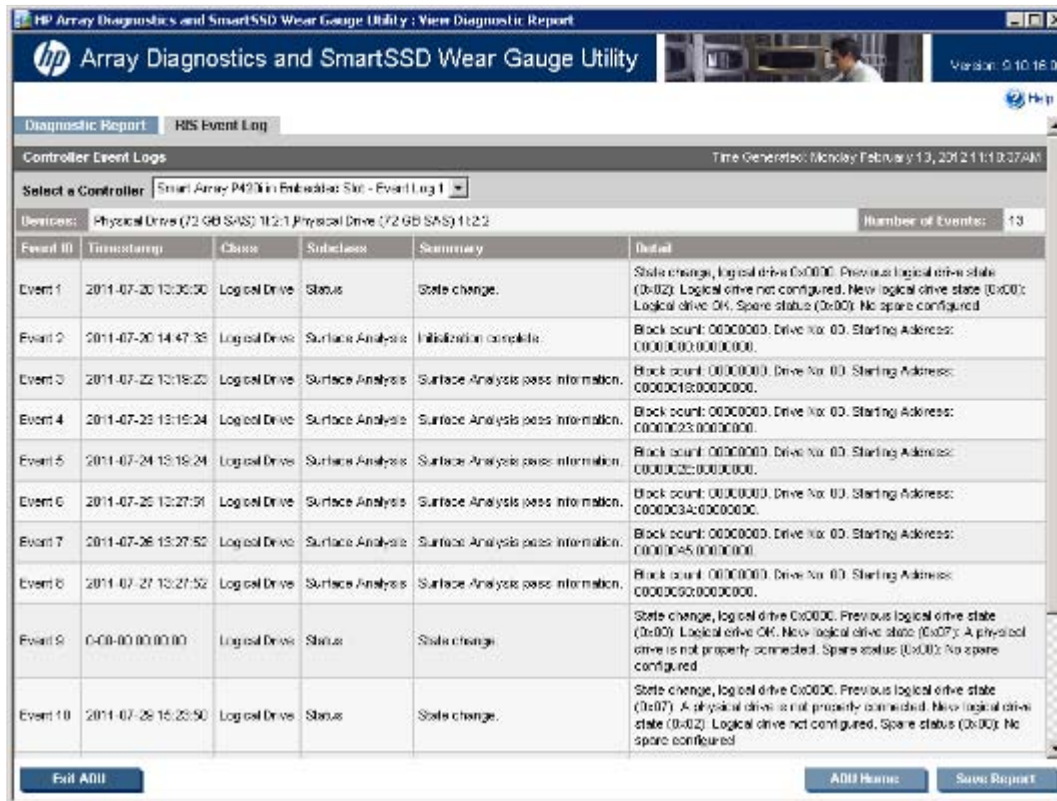 HP Array Diagnostics and SmartSSD Wear Gauge Utility : View Diagnostic Report
hp Array Diagnostics and SmartSSD Wear Gauge Utility
Version: 9.10.16.0
Help
Diagnostic Report RIS Event Log
Controller Event Logs Time Generated: Monday February 13, 2012 11:10:37AM
Select a Controller Smart Array P420i in Embedded Slot - Event Log 1
Devices: Physical Drive (72 GB SAS) 1I:2:1,Physical Drive (72 GB SAS) 1I:2:2 Number of Events: 13
Event ID Timestamp Class Subclass Summary Detail
State change, logical drive 0x0000. Previous logical drive state
Event 1 2011-07-20 13:35:50 Logical Drive Status State change. (0x02): Logical drive not configured. New logical drive state (0x00):
Logical drive OK. Spare status (0x00): No spare configured
Event 2 2011-07-20 14:47:33 Logical Drive Surface Analysis Initialization complete. Block count: 00000000. Drive No: 00. Starting Address:
00000000:00000000.
Event 3 2011-07-22 13:19:23 Logical Drive Surface Analysis Surface Analysis pass information. Block count: 00000000. Drive No: 00. Starting Address:
00000018:00000000.
Event 4 2011-07-23 13:19:24 Logical Drive Surface Analysis Surface Analysis pass information. Block count: 00000000. Drive No: 00. Starting Address:
00000023:00000000.
Event 5 2011-07-24 13:19:24 Logical Drive Surface Analysis Surface Analysis pass information. Block count: 00000000. Drive No: 00. Starting Address:
0000002E:00000000.
Event 6 2011-07-25 13:27:51 Logical Drive Surface Analysis Surface Analysis pass information. Block count: 00000000. Drive No: 00. Starting Address:
0000003A:00000000.
Event 7 2011-07-26 13:27:52 Logical Drive Surface Analysis Surface Analysis pass information. Block count: 00000000. Drive No: 00. Starting Address:
00000045:00000000.
Event 8 2011-07-27 13:27:52 Logical Drive Surface Analysis Surface Analysis pass information. Block count: 00000000. Drive No: 00. Starting Address:
00000050:00000000.
State change, logical drive 0x0000. Previous logical drive state
Event 9 0-00-00 00:00:00 Logical Drive Status State change. (0x00): Logical drive OK. New logical drive state (0x07): A physical
drive is not properly connected. Spare status (0x00): No spare
configured
State change, logical drive 0x0000. Previous logical drive state
Event 10 2011-07-29 15:23:50 Logical Drive Status State change. (0x07): A physical drive is not properly connected. New logical drive
state (0x02): Logical drive not configured. Spare status (0x00): No
spare configured
Exit ADU ADU Home Save Report